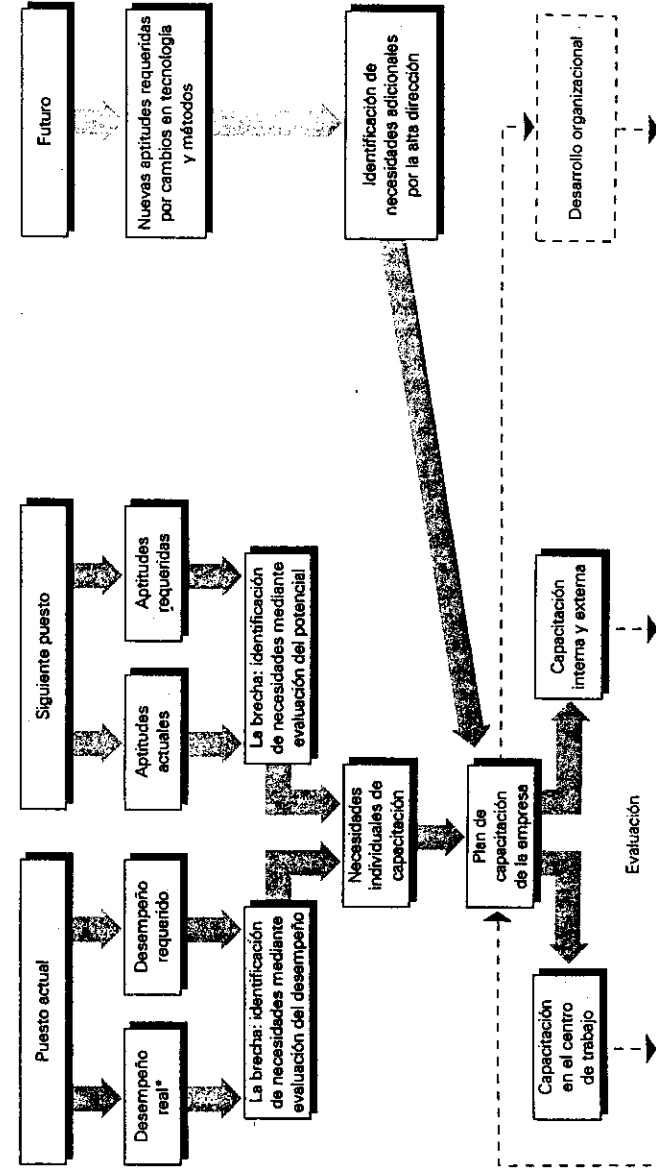 Puesto actual
Siguiente puesto
Futuro
Desempeño
real*
Desempeño
requerido
Aptitudes
actuales
Aptitudes
requeridas
Nuevas aptitudes requeridas
por cambios en tecnología
y métodos
La brecha: identificación
de necesidades mediante
evaluación del desempeño
La brecha: identificación
de necesidades mediante
evaluación del potencial
Necesidades
individuales de
capacitación
Identificación de
necesidades adicionales
por la alta dirección
Plan de
capacitación
de la empresa
Capacitación
en el centro
de trabajo
Capacitación
interna y externa
Desarrollo organizacional
Evaluación